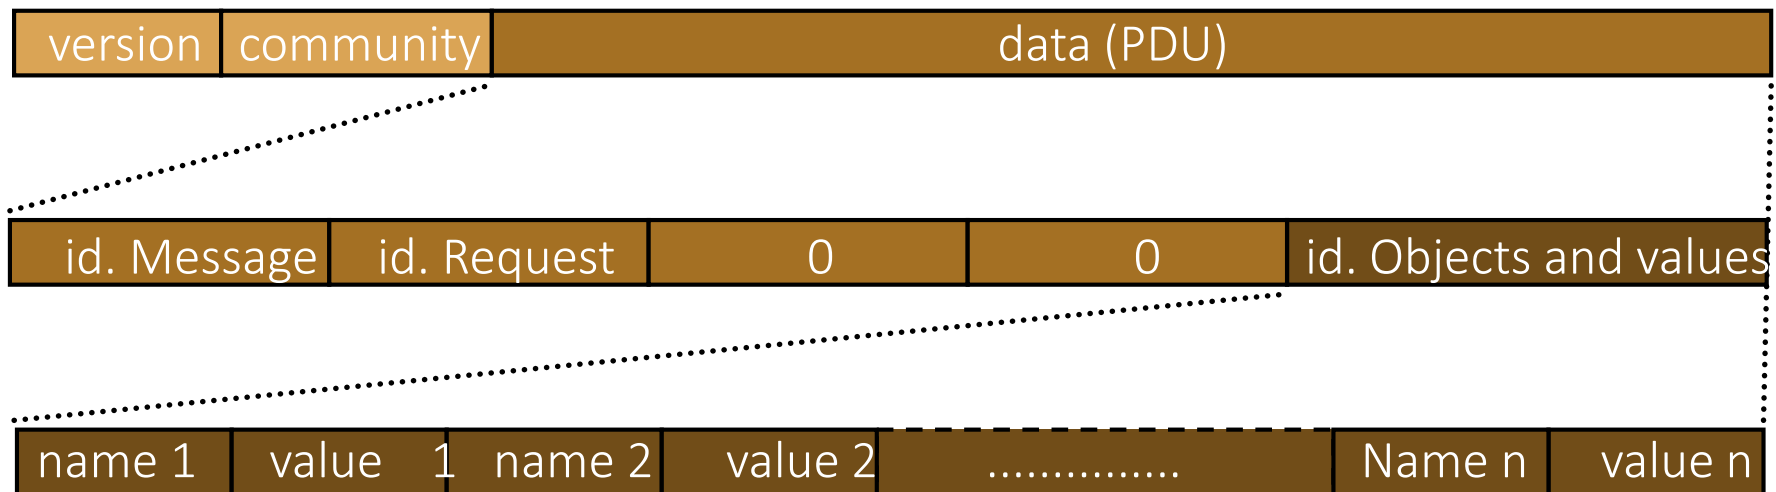 version community data (PDU)
id. Message id. Request 0 0 id. Objects and values
name 1 value 1 name 2 value 2 ............... Name n value n